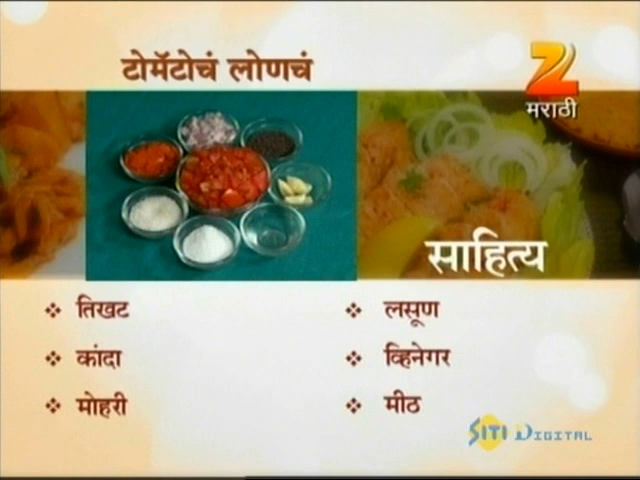 टोमॅटोचं लोणचं
Z
मराठी
साहित्य
तिखट
कांदा
मोहरी
लसूण
व्हिनेगर
मीठ
SITI DIGITAL